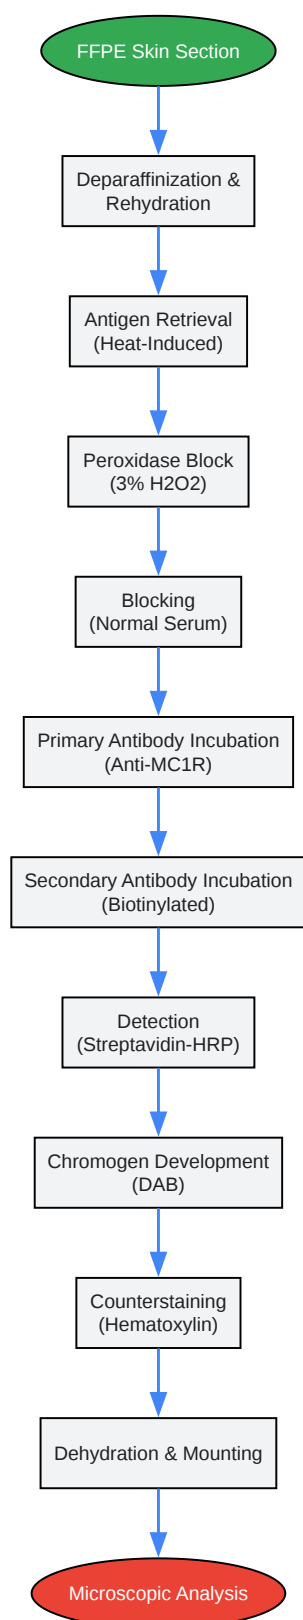 FFPE Skin Section
Deparaffinization &
Rehydration
Antigen Retrieval
(Heat-Induced)
Peroxidase Block
(3% H2O2)
Blocking
(Normal Serum)
Primary Antibody Incubation
(Anti-MC1R)
Secondary Antibody Incubation
(Biotinylated)
Detection
(Streptavidin-HRP)
Chromogen Development
(DAB)
Counterstaining
(Hematoxylin)
Dehydration & Mounting
Microscopic Analysis